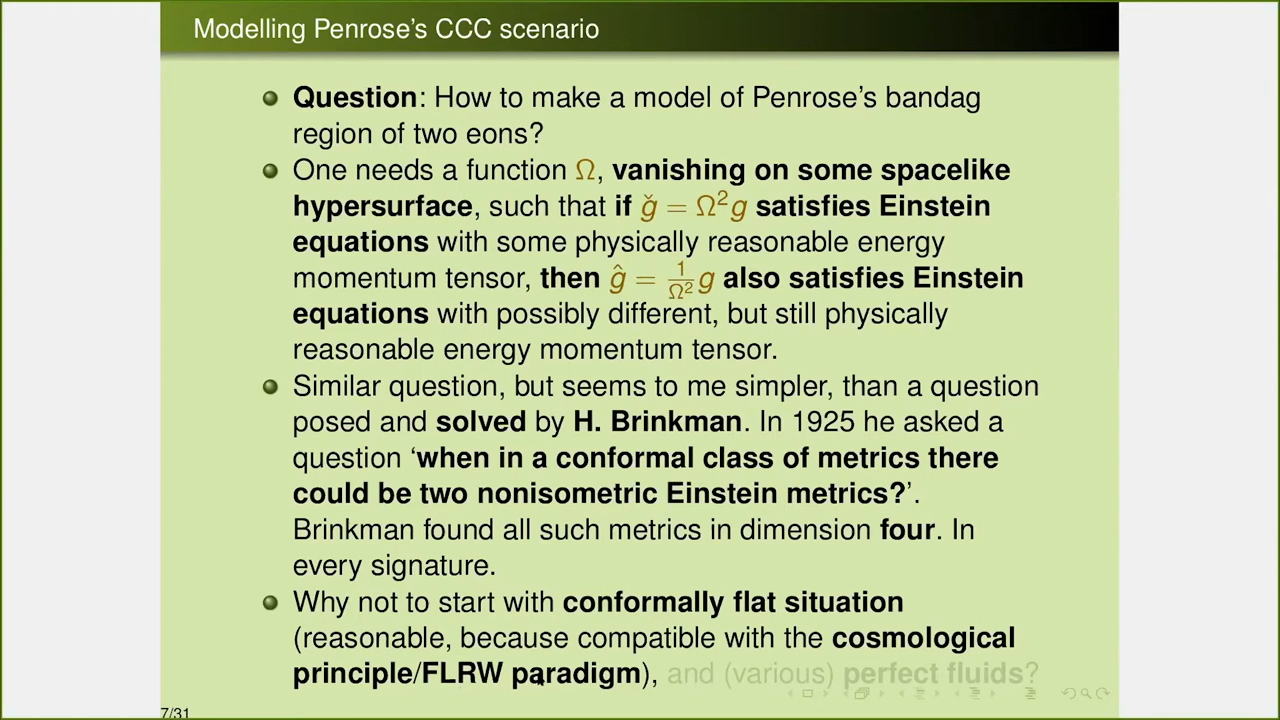 Modelling Penrose's CCC scenario
Question: How to make a model of Penrose's bandag
region of two eons?
One needs a function Ω, vanishing on some spacelike
hypersurface, such that if ǧ = Ω²g satisfies Einstein
equations with some physically reasonable energy
momentum tensor, then ĝ = 1/Ω² g also satisfies Einstein
equations with possibly different, but still physically
reasonable energy momentum tensor.
Similar question, but seems to me simpler, than a question
posed and solved by H. Brinkman. In 1925 he asked a
question ‘when in a conformal class of metrics there
could be two nonisometric Einstein metrics?’.
Brinkman found all such metrics in dimension four. In
every signature.
Why not to start with conformally flat situation
(reasonable, because compatible with the cosmological
principle/FLRW paradigm), and (various) perfect fluids?
7/31